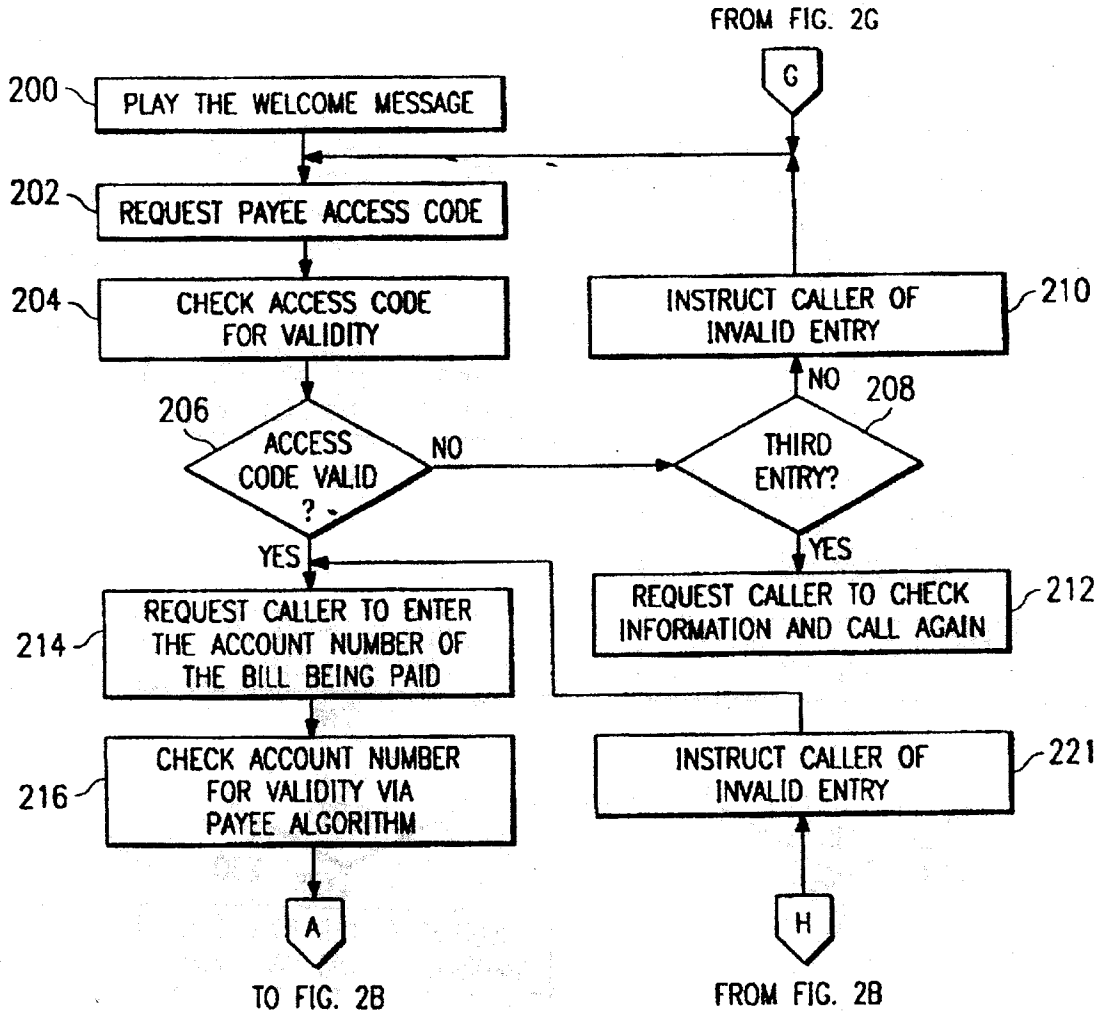 FROM FIG. 2G
G
200
PLAY THE WELCOME MESSAGE
202
REQUEST PAYEE ACCESS CODE
204
CHECK ACCESS CODE
FOR VALIDITY
INSTRUCT CALLER OF
INVALID ENTRY
210
NO
206
ACCESS
CODE VALID
?
NO
208
THIRD
ENTRY?
YES
YES
214
REQUEST CALLER TO ENTER
THE ACCOUNT NUMBER OF
THE BILL BEING PAID
REQUEST CALLER TO CHECK
INFORMATION AND CALL AGAIN
212
216
CHECK ACCOUNT NUMBER
FOR VALIDITY VIA
PAYEE ALGORITHM
INSTRUCT CALLER OF
INVALID ENTRY
221
A
H
TO FIG. 2B
FROM FIG. 2B